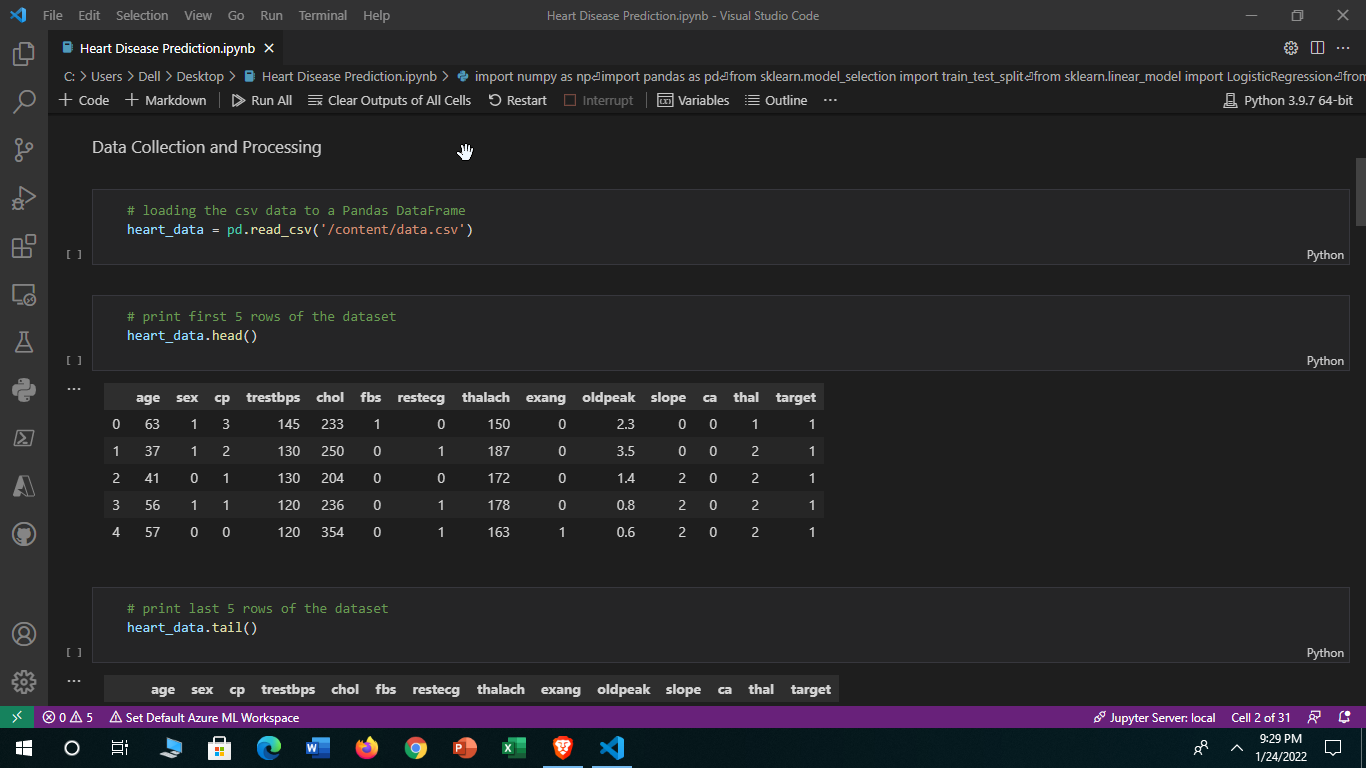 File Edit Selection View Go Run Terminal Help Heart Disease Prediction.ipynb - Visual Studio Code
Heart Disease Prediction.ipynb
C: > Users > Dell > Desktop > Heart Disease Prediction.ipynb > import numpy as np⏎import pandas as pd⏎from sklearn.model_selection import train_test_split⏎from sklearn.linear_model import LogisticRegression⏎from
Code Markdown Run All Clear Outputs of All Cells Restart Interrupt Variables Outline ··· Python 3.9.7 64-bit
Data Collection and Processing
# loading the csv data to a Pandas DataFrame
heart_data = pd.read_csv('/content/data.csv')
[ ] Python
# print first 5 rows of the dataset
heart_data.head()
[ ] Python
age sex cp trestbps chol fbs restecg thalach exang oldpeak slope ca thal target
0 63 1 3 145 233 1 0 150 0 2.3 0 0 1 1
1 37 1 2 130 250 0 1 187 0 3.5 0 0 2 1
2 41 0 1 130 204 0 0 172 0 1.4 2 0 2 1
3 56 1 1 120 236 0 1 178 0 0.8 2 0 2 1
4 57 0 0 120 354 0 1 163 1 0.6 2 0 2 1
# print last 5 rows of the dataset
heart_data.tail()
[ ] Python
age sex cp trestbps chol fbs restecg thalach exang oldpeak slope ca thal target
0 5 Set Default Azure ML Workspace Jupyter Server: local Cell 2 of 31
9:29 PM
1/24/2022